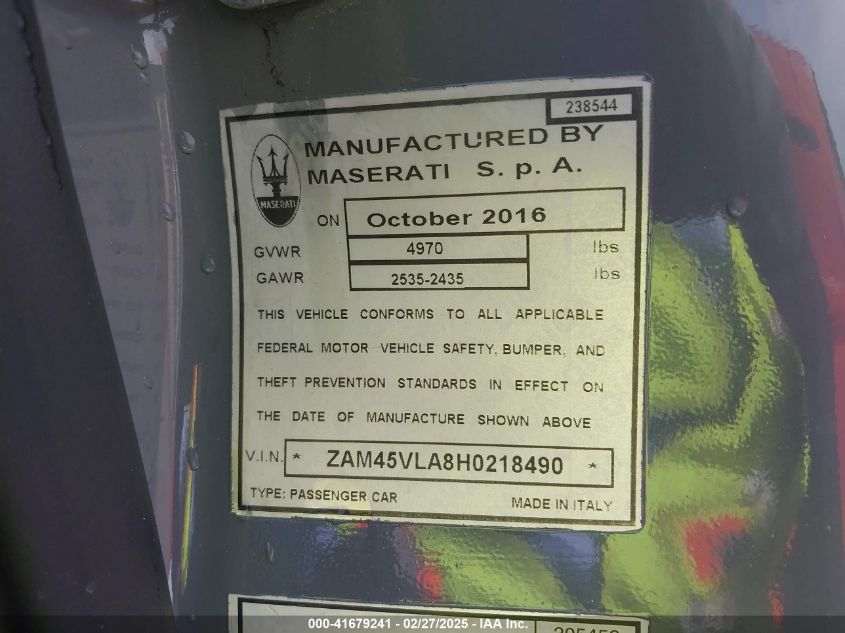 238544
MANUFACTURED BY
MASERATI S. p. A.
MASERATI
ON October 2016
GVWR 4970 lbs
GAWR 2535-2435 lbs
THIS VEHICLE CONFORMS TO ALL APPLICABLE
FEDERAL MOTOR VEHICLE SAFETY, BUMPER, AND
THEFT PREVENTION STANDARDS IN EFFECT ON
THE DATE OF MANUFACTURE SHOWN ABOVE
V.I.N. * ZAM45VLA8H0218490 *
TYPE: PASSENGER CAR MADE IN ITALY
000-41679241 - 02/27/2025 - IAA Inc.